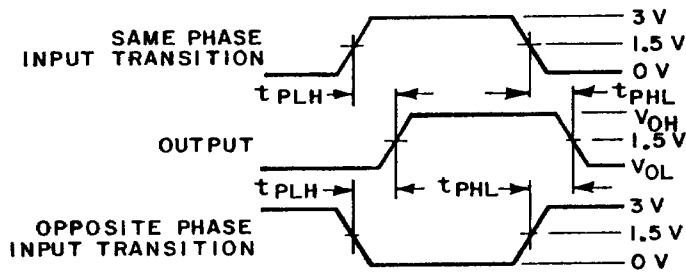 SAME PHASE
INPUT TRANSITION
3 V
1.5 V
0 V
tPLH
tPHL
OUTPUT
VOH
1.5 V
VOL
tPLH
tPHL
OPPOSITE PHASE
INPUT TRANSITION
3 V
1.5 V
0 V